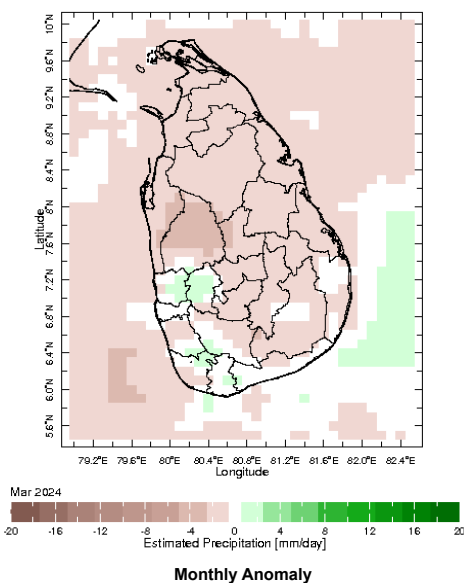 10°N
9.6°N
9.2°N
8.8°N
8.4°N
8°N
7.6°N
7.2°N
6.8°N
6.4°N
6.0°N
5.6°N
Latitude
79.2°E 79.6°E 80°E 80.4°E 80.8°E 81.2°E 81.6°E 82.0°E 82.4°E
Longitude
Mar 2024
-20 -16 -12 -8 -4 0 4 8 12 16 20
Estimated Precipitation [mm/day]
Monthly Anomaly